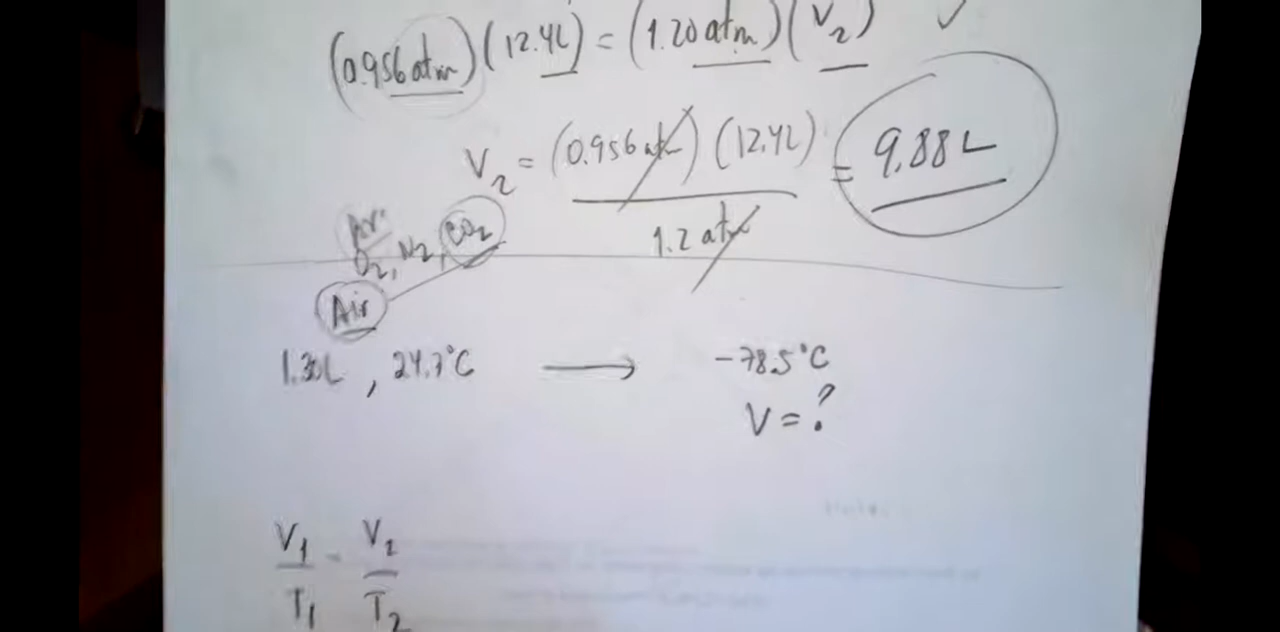 (0.956 atm)(12.4L) = (1.20 atm)(V₂)
V₂ = (0.956 atm)(12.4L) = 9.88 L
1.2 atm
Ar
O₂, N₂, CO₂
Air
1.30L , 24.7°C ⟶ -78.5°C
V = ?
V₁ = V₂
T₁ T₂